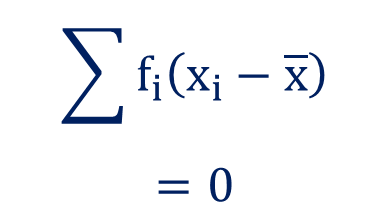 ∑ fᵢ(xᵢ − x̅)
= 0